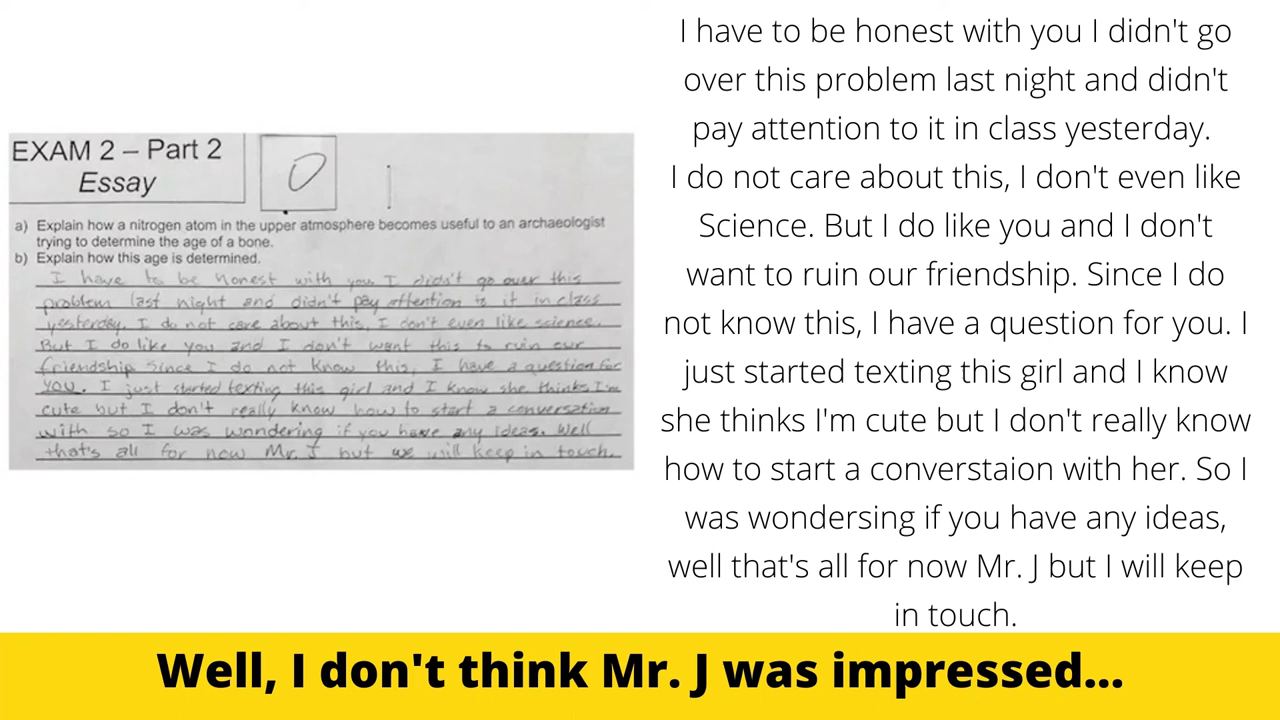 EXAM 2 – Part 2
Essay
0
a) Explain how a nitrogen atom in the upper atmosphere becomes useful to an archaeologist
trying to determine the age of a bone.
b) Explain how this age is determined.
I have to be honest with you I didn't go over this
problem last night and didn't pay attention to it in class
yesterday. I do not care about this, I don't even like science.
But I do like you and I don't want this to ruin our
friendship since I do not know this, I have a question for
you. I just started texting this girl and I know she thinks I'm
cute but I don't really know how to start a conversation
with so I was wondering if you have any ideas. Well
that's all for now Mr. J but we will keep in touch.
I have to be honest with you I didn't go
over this problem last night and didn't
pay attention to it in class yesterday.
I do not care about this, I don't even like
Science. But I do like you and I don't
want to ruin our friendship. Since I do
not know this, I have a question for you. I
just started texting this girl and I know
she thinks I'm cute but I don't really know
how to start a converstaion with her. So I
was wondersing if you have any ideas,
well that's all for now Mr. J but I will keep
in touch.
Well, I don't think Mr. J was impressed...